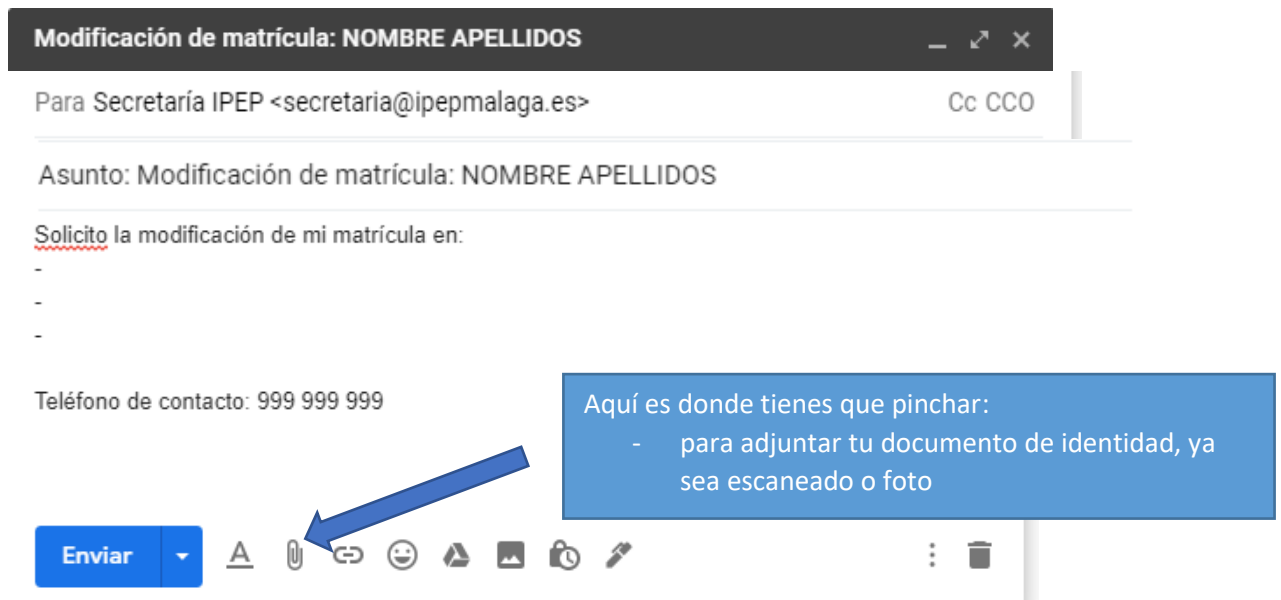 Modificación de matrícula: NOMBRE APELLIDOS
Para Secretaría IPEP <secretaria@ipepmalaga.es> Cc CCO
Asunto: Modificación de matrícula: NOMBRE APELLIDOS
Solicito la modificación de mi matrícula en:
-
-
-
Teléfono de contacto: 999 999 999
Aquí es donde tienes que pinchar:
- para adjuntar tu documento de identidad, ya
sea escaneado o foto
Enviar A